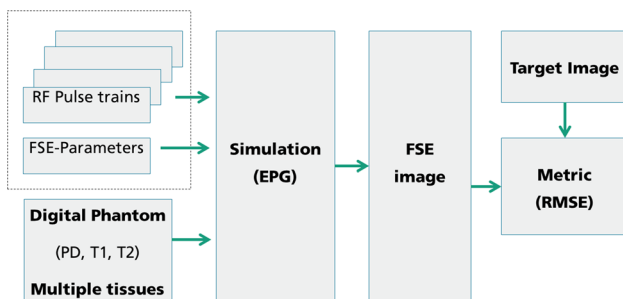 RF Pulse trains
FSE-Parameters
Digital Phantom
(PD, T1, T2)
Multiple tissues
Simulation
(EPG)
FSE
image
Target Image
Metric
(RMSE)